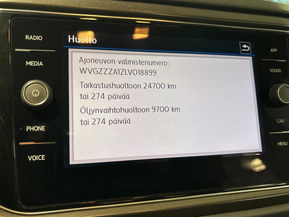 RADIO
MEDIA
PHONE
VOICE
Huolto
Ajoneuvon valmistenumero:
WVGZZZA1ZLV018899
Tarkastushuoltoon 24700 km
tai 274 päivää
Öljynvaihtohuoltoon 9700 km
tai 274 päivää
APP
SOUND
CAR
MENU